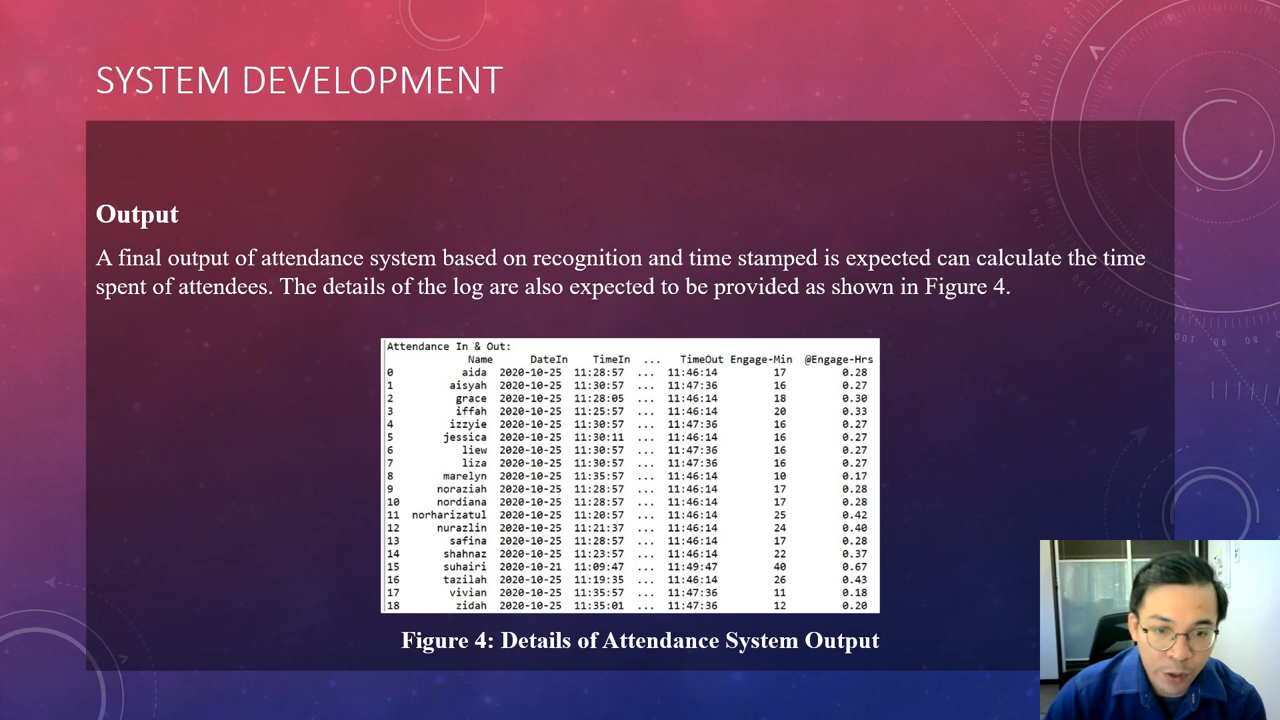 SYSTEM DEVELOPMENT
Output
A final output of attendance system based on recognition and time stamped is expected can calculate the time
spent of attendees. The details of the log are also expected to be provided as shown in Figure 4.
Attendance In & Out:
Name DateIn TimeIn ... TimeOut Engage-Min @Engage-Hrs
0 aida 2020-10-25 11:28:57 ... 11:46:14 17 0.28
1 aisyah 2020-10-25 11:30:57 ... 11:47:36 16 0.27
2 grace 2020-10-25 11:28:05 ... 11:46:14 18 0.30
3 iffah 2020-10-25 11:25:57 ... 11:46:14 20 0.33
4 izzyie 2020-10-25 11:30:57 ... 11:47:36 16 0.27
5 jessica 2020-10-25 11:30:11 ... 11:46:14 16 0.27
6 liew 2020-10-25 11:30:57 ... 11:47:36 16 0.27
7 liza 2020-10-25 11:30:57 ... 11:47:36 16 0.27
8 marelyn 2020-10-25 11:35:57 ... 11:46:14 10 0.17
9 noraziah 2020-10-25 11:28:57 ... 11:46:14 17 0.28
10 nordiana 2020-10-25 11:28:57 ... 11:46:14 17 0.28
11 norharizatul 2020-10-25 11:20:57 ... 11:46:14 25 0.42
12 nurazlin 2020-10-25 11:21:37 ... 11:46:14 24 0.40
13 safina 2020-10-25 11:28:57 ... 11:46:14 17 0.28
14 shahnaz 2020-10-25 11:23:57 ... 11:46:14 22 0.37
15 suhairi 2020-10-21 11:09:47 ... 11:49:47 40 0.67
16 tazilah 2020-10-25 11:19:35 ... 11:46:14 26 0.43
17 vivian 2020-10-25 11:35:57 ... 11:47:36 11 0.18
18 zidah 2020-10-25 11:35:01 ... 11:47:36 12 0.20
Figure 4: Details of Attendance System Output